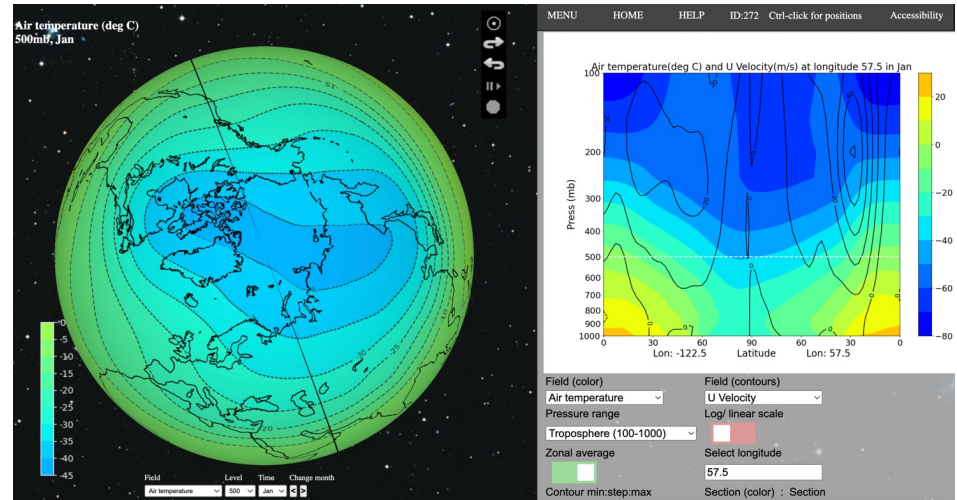 Air temperature (deg C)
500mb, Jan
15
30
25
20
0
-5
-10
-15
-20
-25
-30
-35
-40
-45
Field Level Time Change month
Air temperature 500 Jan < >
MENU HOME HELP ID:272 Ctrl-click for positions Accessibility
Air temperature(deg C) and U Velocity(m/s) at longitude 57.5 in Jan
Press (mb)
100
200
300
400
500
600
700
800
900
1000
0 30 60 90 60 30 0
Lon: -122.5 Latitude Lon: 57.5
20
0
−20
−40
−60
−80
Field (color) Field (contours)
Air temperature U Velocity
Pressure range Log/ linear scale
Troposphere (100-1000)
Zonal average Select longitude
57.5
Contour min:step:max Section (color) : Section